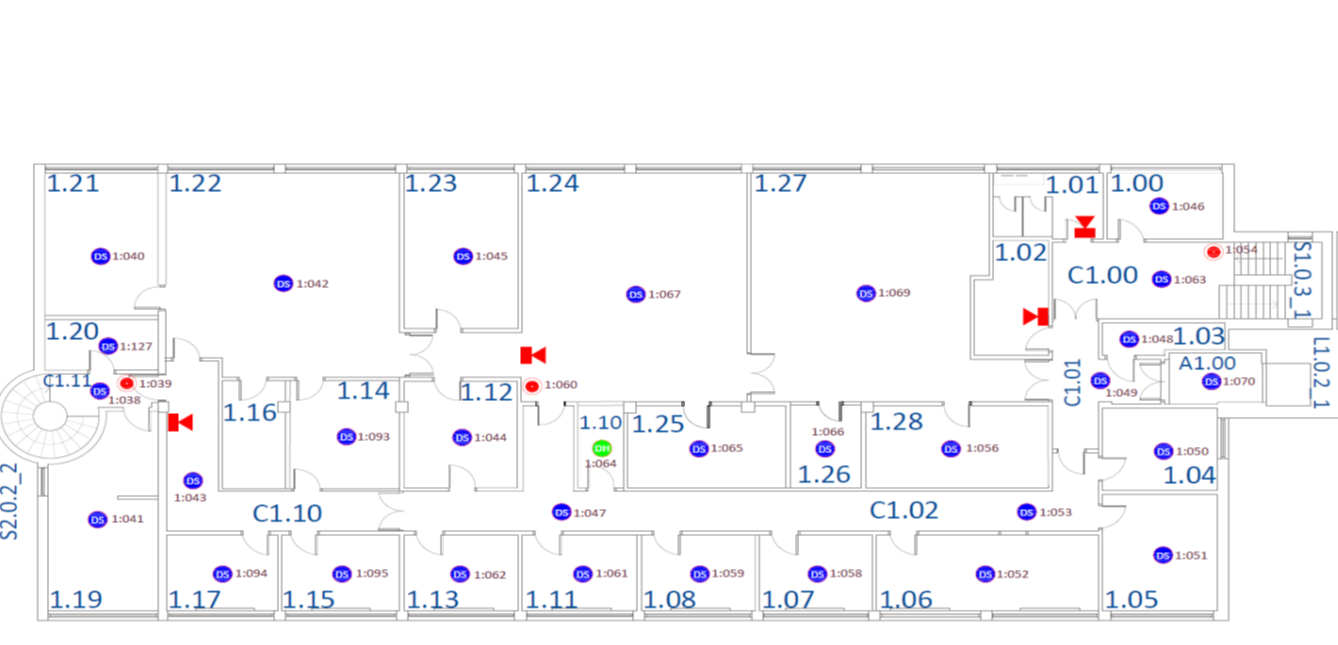 1.21
1.22
1.23
1.24
1.27
1.01
1.00
DS 1:046
DS 1:040
DS 1:042
DS 1:045
DS 1:067
DS 1:069
1.02
C1.00
1:054
DS 1:063
S1.0.3_1
1.20
DS 1:127
DS 1:048
1.03
A1.00
DS 1:070
L1.0.2_1
C1.11
DS
1:038
1:039
1:060
C1.01
DS
1:049
1.16
1.14
DS 1:093
1.12
DS 1:044
1.10
DH
1:064
1.25
DS 1:065
1:066
DS
1.26
1.28
DS 1:056
DS 1:050
1.04
S2.0.2_2
DS
1:043
DS 1:041
C1.10
DS 1:047
C1.02
DS 1:053
DS 1:051
DS 1:094
DS 1:095
DS 1:062
DS 1:061
DS 1:059
DS 1:058
DS 1:052
1.19
1.17
1.15
1.13
1.11
1.08
1.07
1.06
1.05